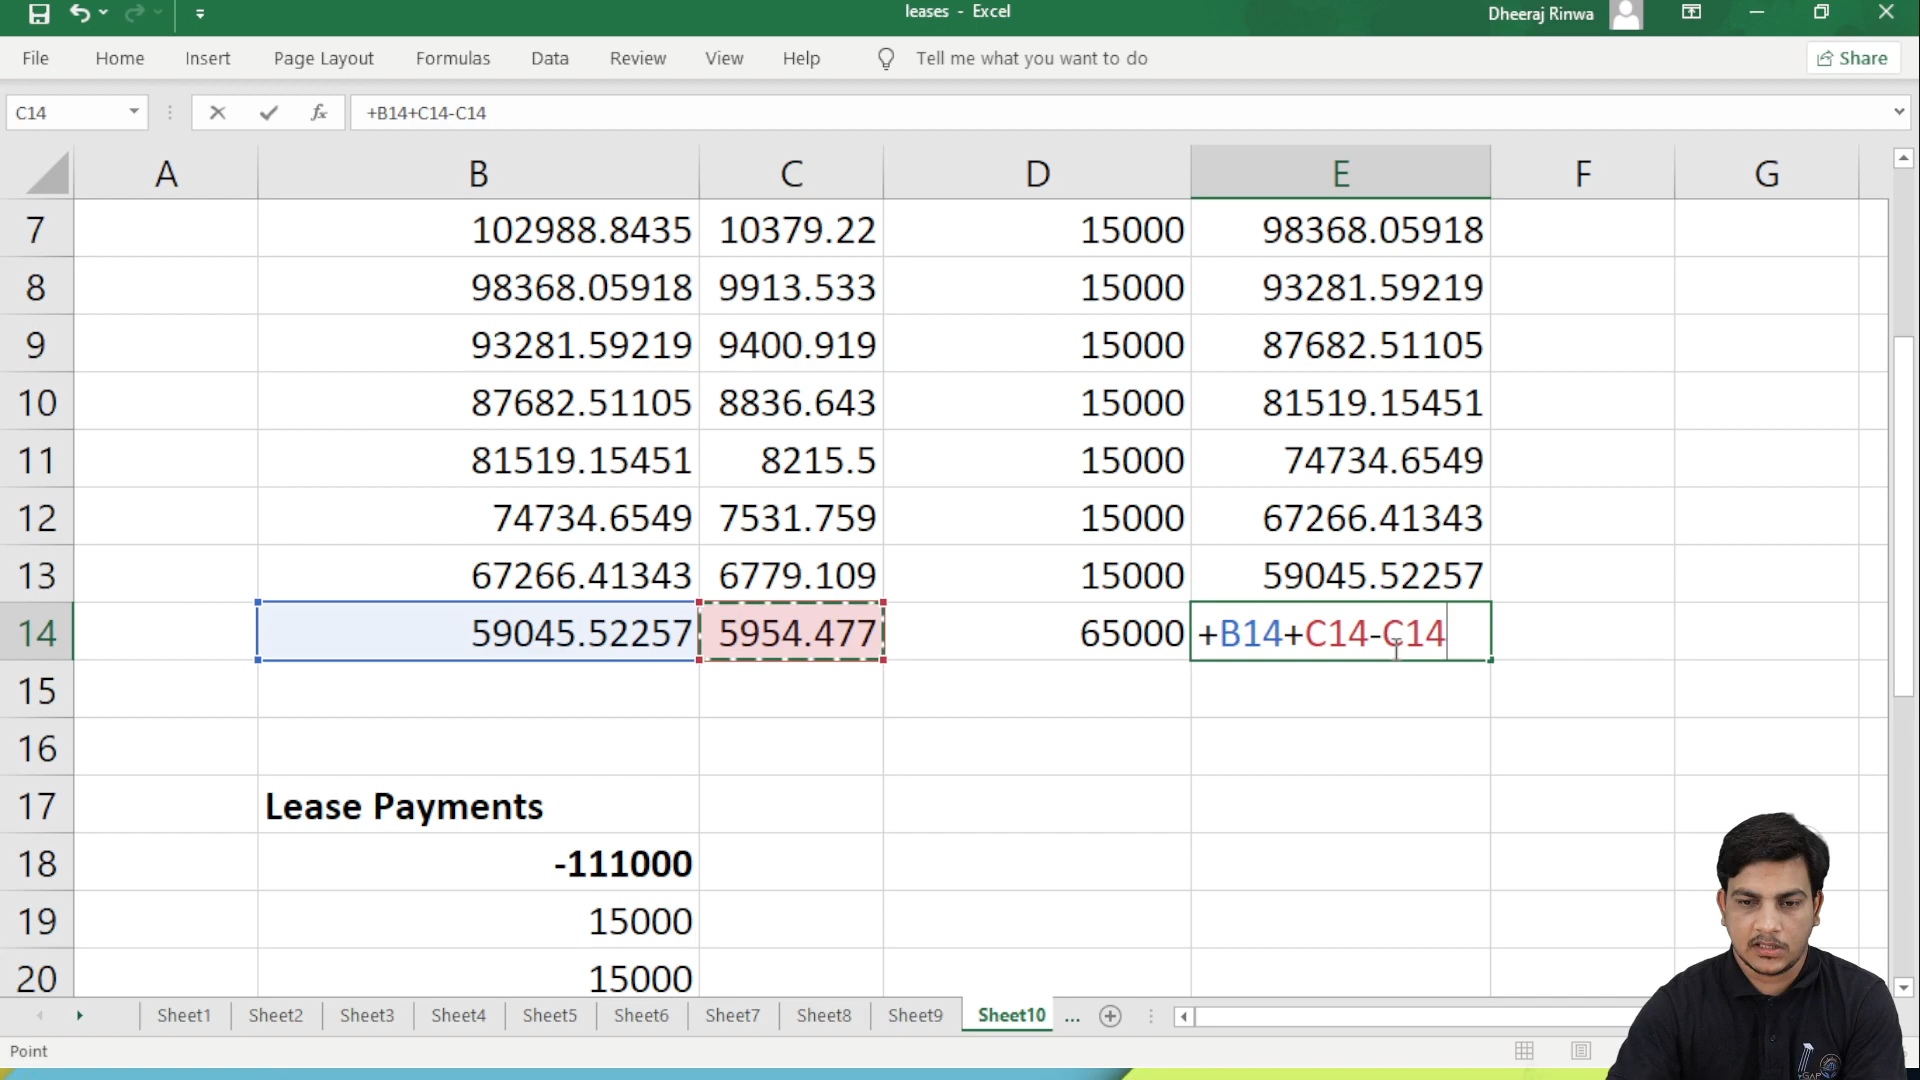 leases - Excel
Dheeraj Rinwa
File Home Insert Page Layout Formulas Data Review View Help Tell me what you want to do Share
C14 fx +B14+C14-C14
A B C D E F G
7 102988.8435 10379.22 15000 98368.05918
8 98368.05918 9913.533 15000 93281.59219
9 93281.59219 9400.919 15000 87682.51105
10 87682.51105 8836.643 15000 81519.15451
11 81519.15451 8215.5 15000 74734.6549
12 74734.6549 7531.759 15000 67266.41343
13 67266.41343 6779.109 15000 59045.52257
14 59045.52257 5954.477 65000 +B14+C14-C14
15
16
17 Lease Payments
18 -111000
19 15000
20 15000
Sheet1 Sheet2 Sheet3 Sheet4 Sheet5 Sheet6 Sheet7 Sheet8 Sheet9 Sheet10 ...
Point